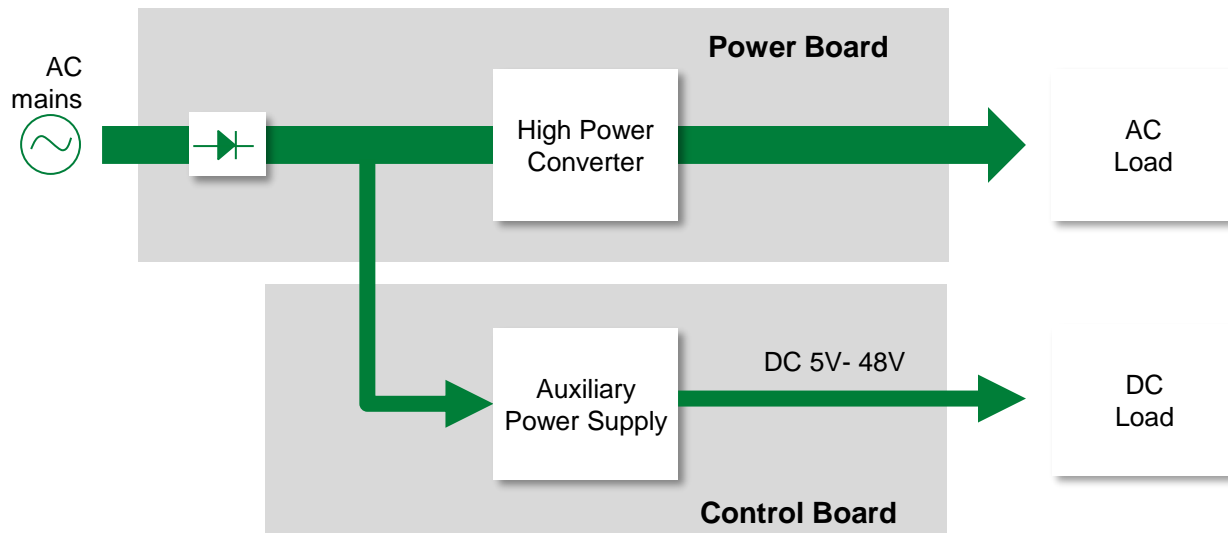 Power Board
AC
mains
High Power
Converter
AC
Load
DC 5V- 48V
Auxiliary
Power Supply
DC
Load
Control Board